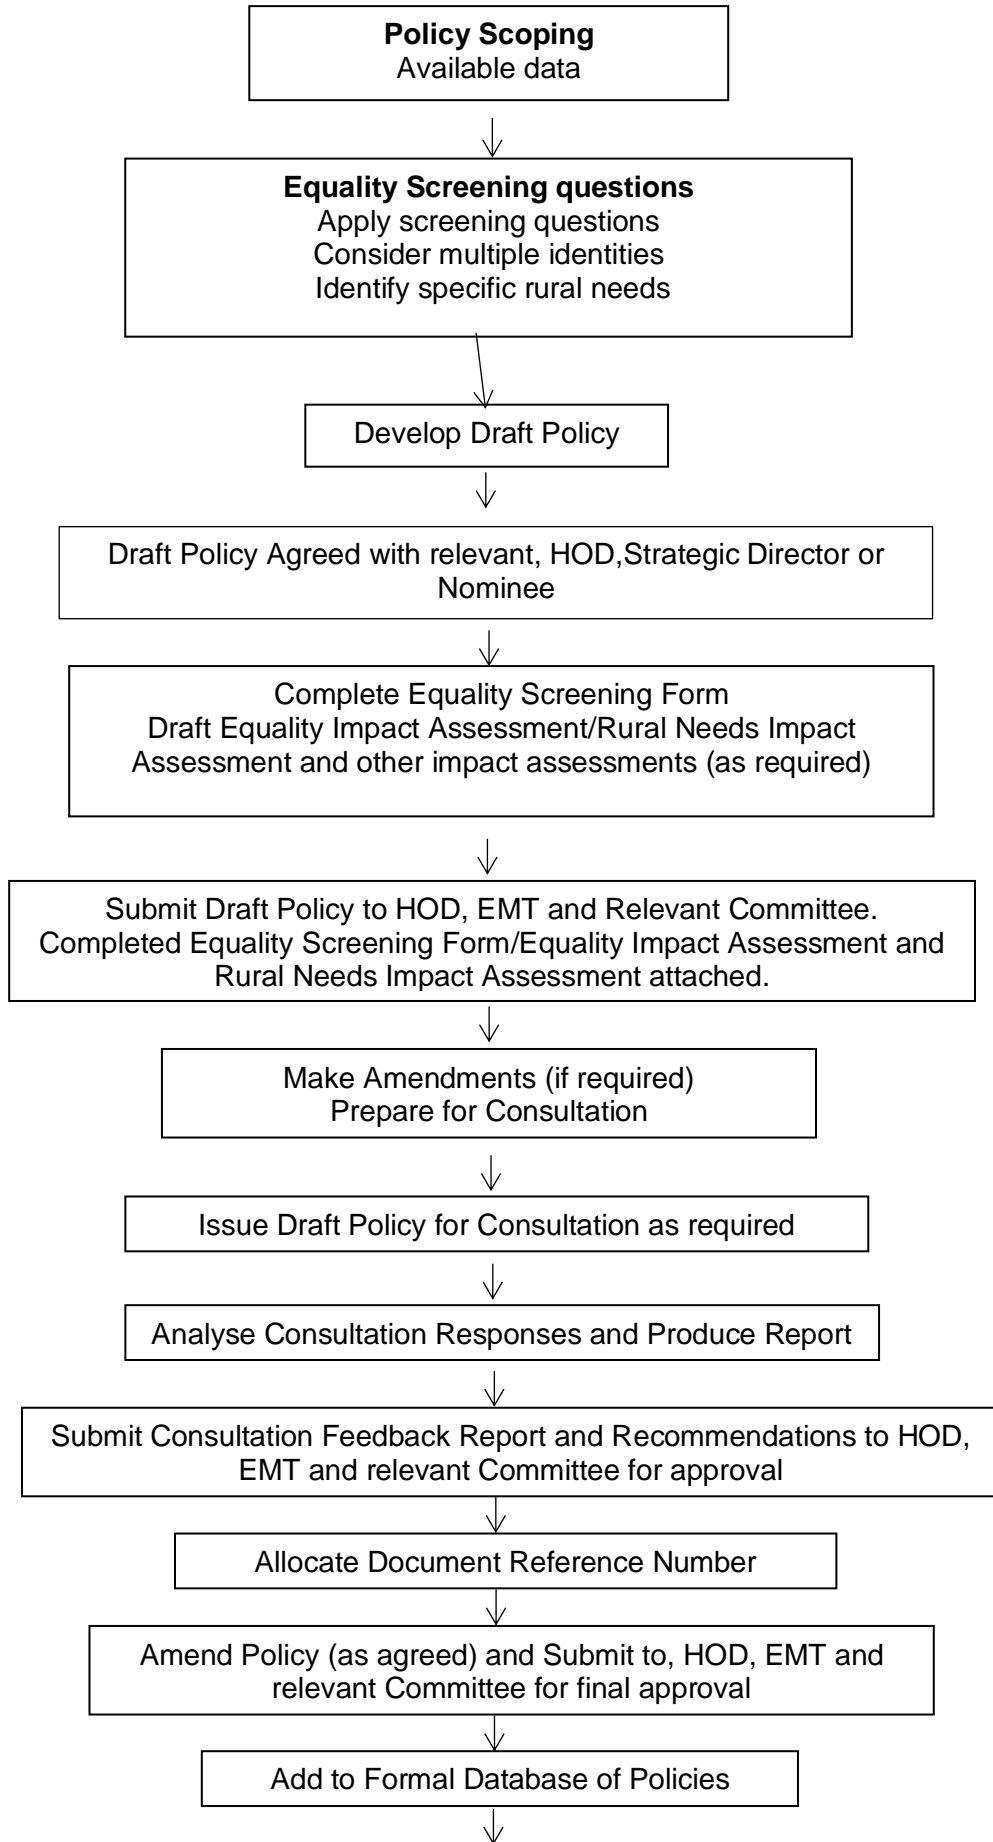 Policy Scoping
Available data
Equality Screening questions
Apply screening questions
Consider multiple identities
Identify specific rural needs
Develop Draft Policy
Draft Policy Agreed with relevant, HOD,Strategic Director or
Nominee
Complete Equality Screening Form
Draft Equality Impact Assessment/Rural Needs Impact
Assessment and other impact assessments (as required)
Submit Draft Policy to HOD, EMT and Relevant Committee.
Completed Equality Screening Form/Equality Impact Assessment and
Rural Needs Impact Assessment attached.
Make Amendments (if required)
Prepare for Consultation
Issue Draft Policy for Consultation as required
Analyse Consultation Responses and Produce Report
Submit Consultation Feedback Report and Recommendations to HOD,
EMT and relevant Committee for approval
Allocate Document Reference Number
Amend Policy (as agreed) and Submit to, HOD, EMT and
relevant Committee for final approval
Add to Formal Database of Policies